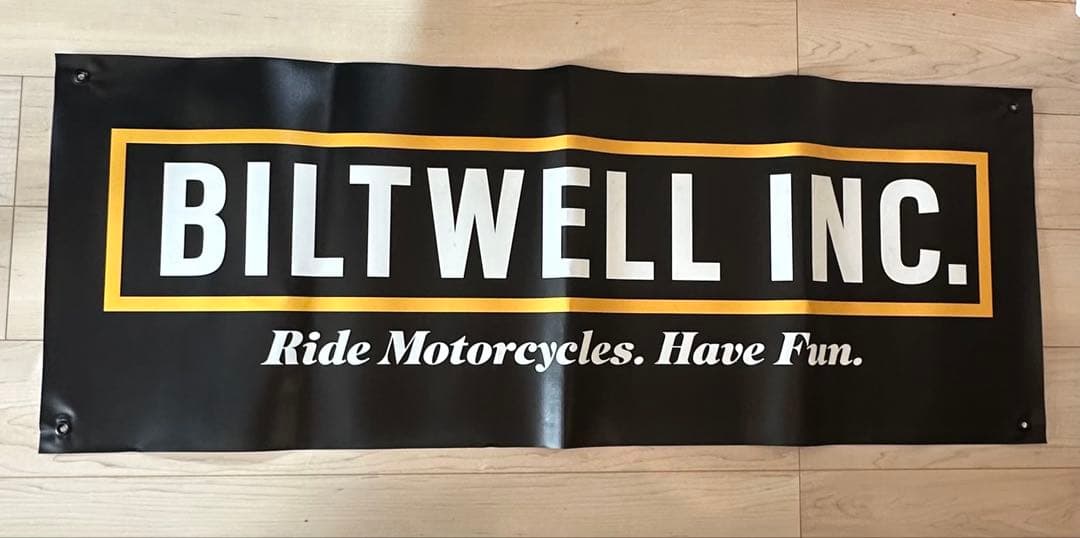 BILTWELL INC.
Ride Motorcycles. Have Fun.